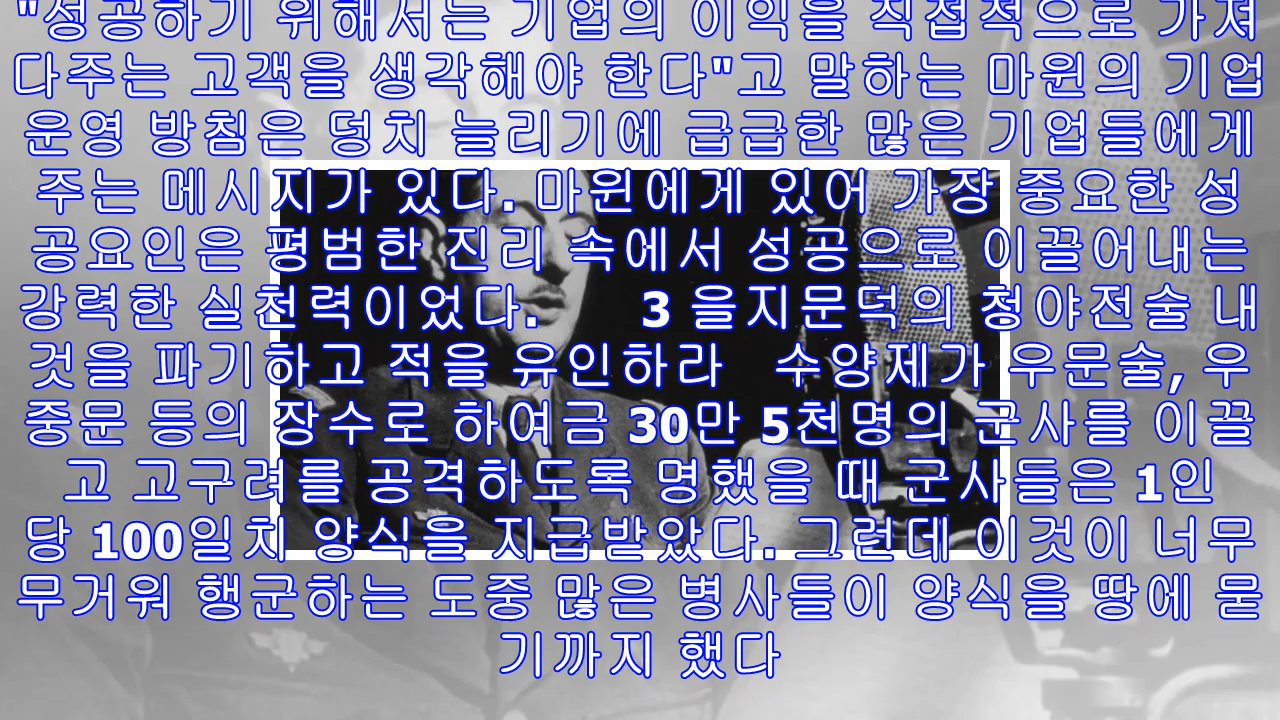 "성공하기 위해서는 기업의 이익을 직접적으로 가져
다주는 고객을 생각해야 한다"고 말하는 마윈의 기업
운영 방침은 덩치 늘리기에 급급한 많은 기업들에게
주는 메시지가 있다. 마윈에게 있어 가장 중요한 성
공요인은 평범한 진리 속에서 성공으로 이끌어내는
강력한 실천력이었다. 3 을지문덕의 청야전술 내
것을 파기하고 적을 유인하라 수양제가 우문술, 우
중문 등의 장수로 하여금 30만 5천명의 군사를 이끌
고 고구려를 공격하도록 명했을 때 군사들은 1인
당 100일치 양식을 지급받았다. 그런데 이것이 너무
무거워 행군하는 도중 많은 병사들이 양식을 땅에 묻
기까지 했다